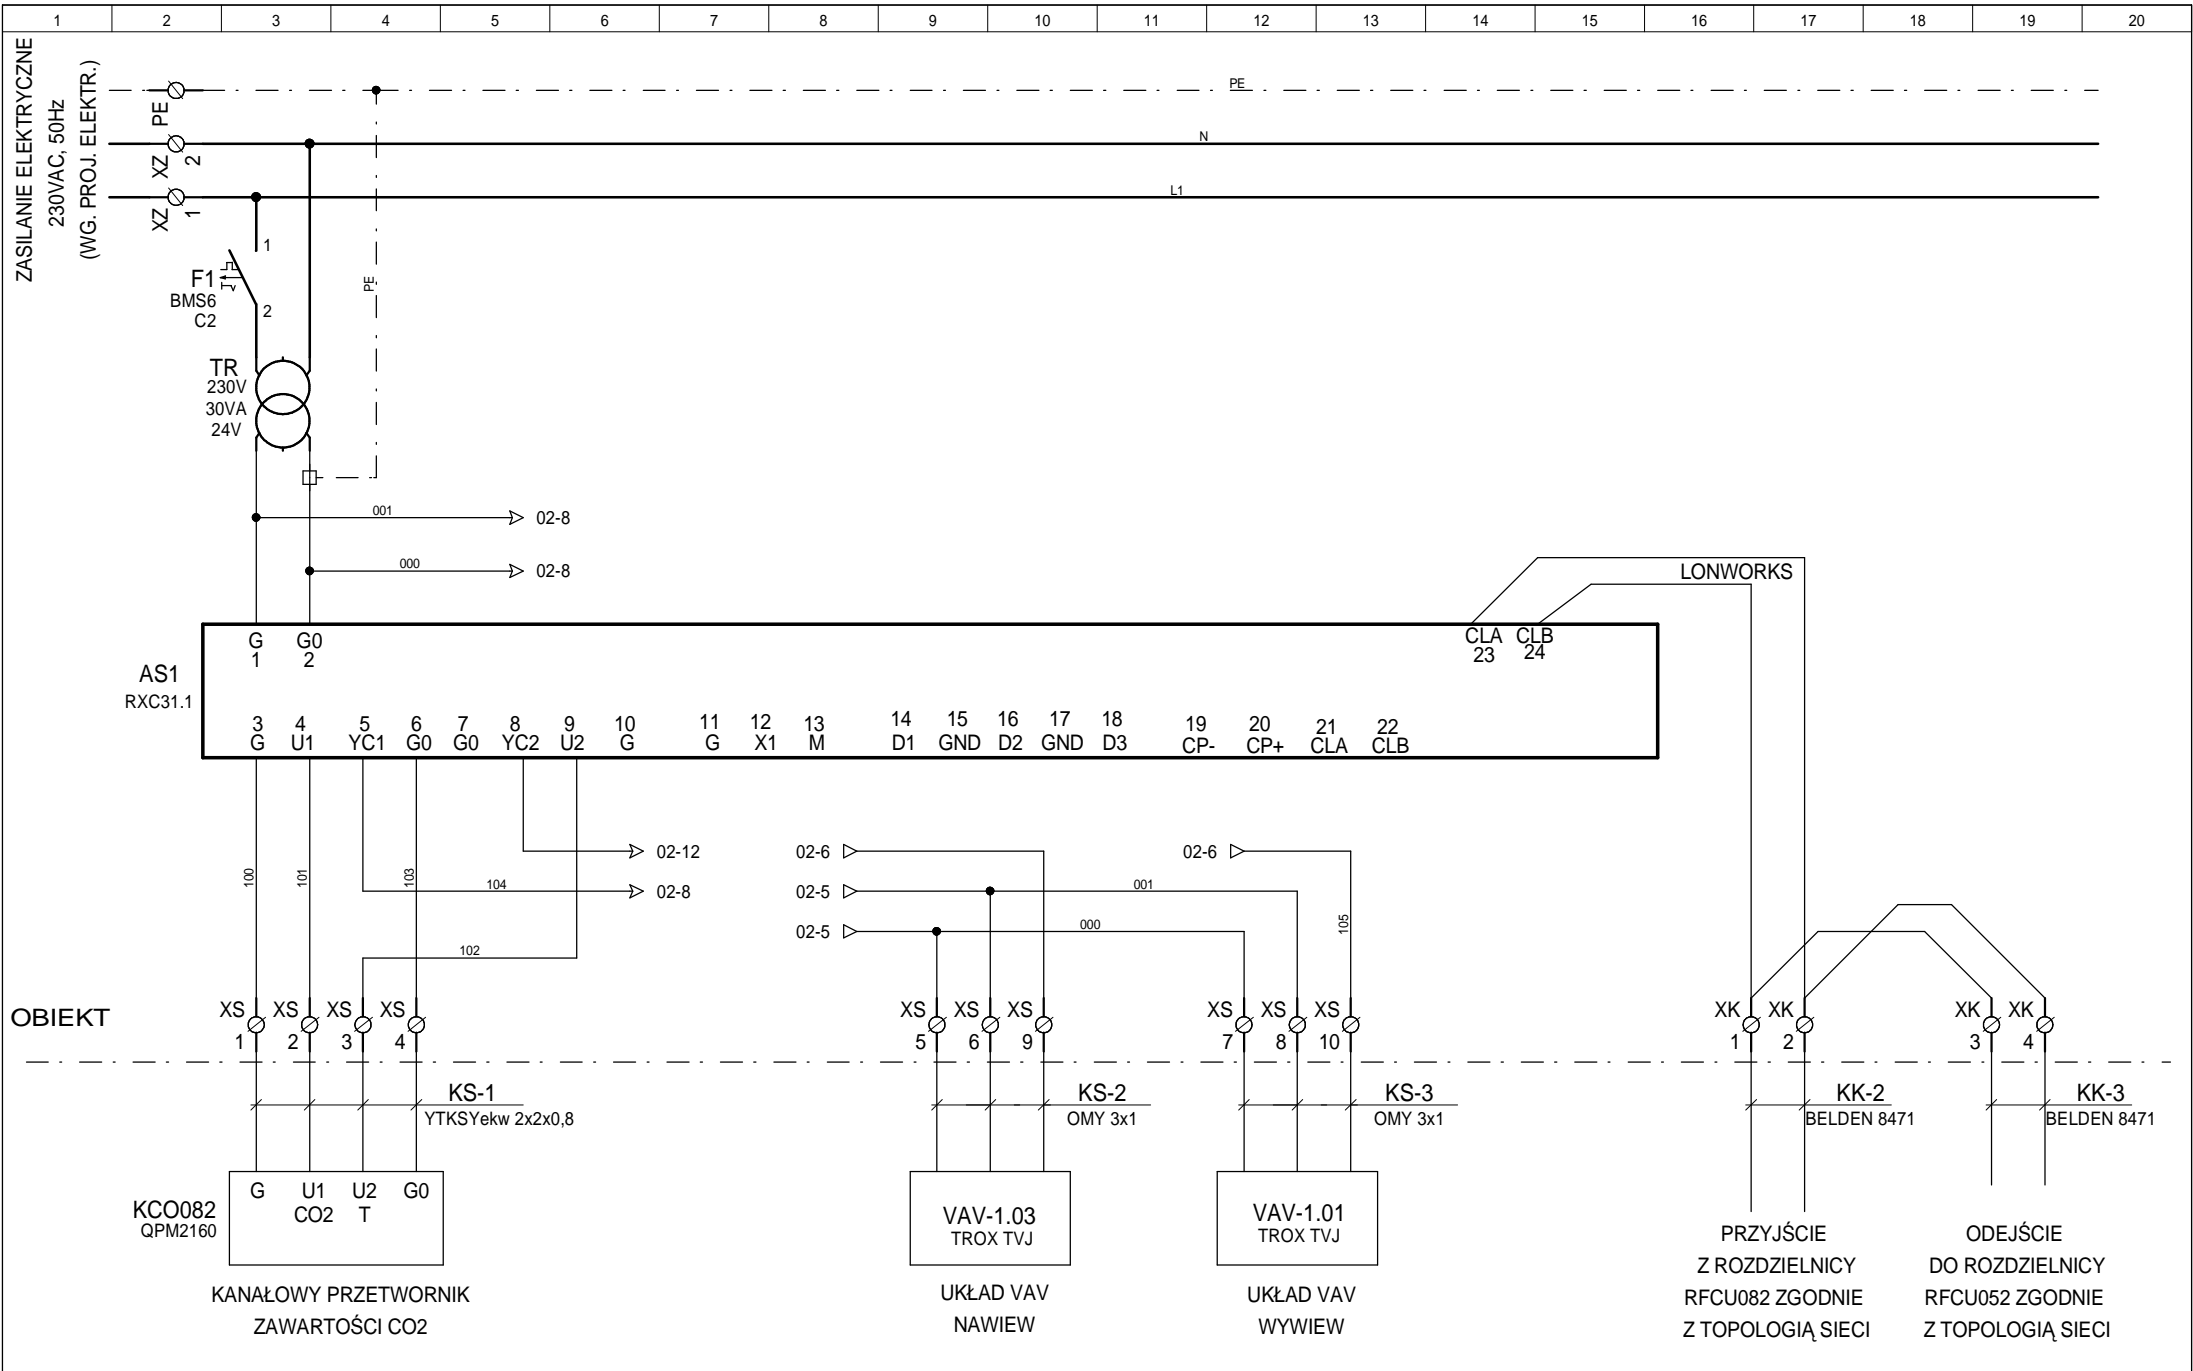 1 2 3 4 5 6 7 8 9 10 11 12 13 14 15 16 17 18 19 20
ZASILANIE ELEKTRYCZNE
230VAC, 50Hz
(WG. PROJ. ELEKTR.)
PE
XZ 2
XZ 1
PE
N
L1
PE
1
F1
BMS6
C2
2
TR
230V
30VA
24V
001 02-8
000 02-8
LONWORKS
AS1
RXC31.1
G G0 CLA CLB
1 2 23 24
3 4 5 6 7 8 9 10 11 12 13 14 15 16 17 18 19 20 21 22
G U1 YC1 G0 G0 YC2 U2 G G X1 M D1 GND D2 GND D3 CP- CP+ CLA CLB
02-12 02-6 02-6
100 101 103 104 02-8 02-5 001
02-5 000 105
102
OBIEKT
XS XS XS XS XS XS XS XS XS XS XK XK XK XK
1 2 3 4 5 6 9 7 8 10 1 2 3 4
KS-1 KS-2 KS-3 KK-2 KK-3
YTKSYekw 2x2x0,8 OMY 3x1 OMY 3x1 BELDEN 8471 BELDEN 8471
KCO082
QPM2160
G U1 U2 G0
CO2 T
VAV-1.03
TROX TVJ
VAV-1.01
TROX TVJ
KANAŁOWY PRZETWORNIK
ZAWARTOŚCI CO2
UKŁAD VAV
NAWIEW
UKŁAD VAV
WYWIEW
PRZYJŚCIE
Z ROZDZIELNICY
RFCU082 ZGODNIE
Z TOPOLOGIĄ SIECI
ODEJŚCIE
DO ROZDZIELNICY
RFCU052 ZGODNIE
Z TOPOLOGIĄ SIECI